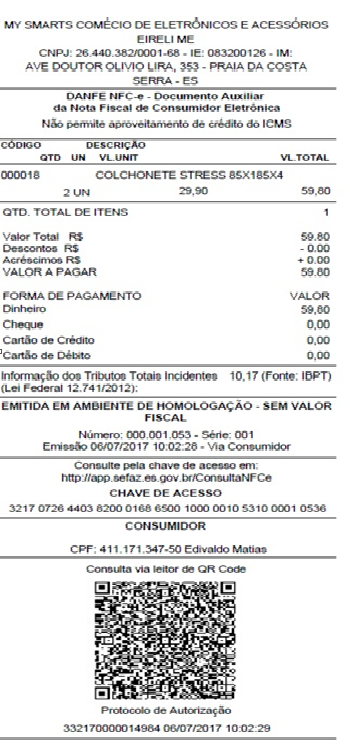 MY SMARTS COMÉCIO DE ELETRÔNICOS E ACESSÓRIOS
EIRELI ME
CNPJ: 26.440.382/0001-68 - IE: 083200126 - IM:
AVE DOUTOR OLIVIO LIRA, 353 - PRAIA DA COSTA
SERRA - ES
DANFE NFC-e - Documento Auxiliar
da Nota Fiscal de Consumidor Eletrônica
Não permite aproveitamento de crédito do ICMS
CÓDIGO DESCRIÇÃO
QTD UN VL.UNIT VL.TOTAL
000018 COLCHONETE STRESS 85X185X4
2 UN 29,90 59,80
QTD. TOTAL DE ITENS 1
Valor Total R$ 59.80
Descontos R$ - 0.00
Acréscimos R$ + 0.00
VALOR A PAGAR 59.80
FORMA DE PAGAMENTO VALOR
Dinheiro 59,80
Cheque 0,00
Cartão de Crédito 0,00
Cartão de Débito 0,00
Informação dos Tributos Totais Incidentes 10,17 (Fonte: IBPT)
(Lei Federal 12.741/2012):
EMITIDA EM AMBIENTE DE HOMOLOGAÇÃO - SEM VALOR
FISCAL
Número: 000.001.053 - Série: 001
Emissão 06/07/2017 10:02:28 - Via Consumidor
Consulte pela chave de acesso em:
http://app.sefaz.es.gov.br/ConsultaNFCe
CHAVE DE ACESSO
3217 0726 4403 8200 0168 6500 1000 0010 5310 0001 0536
CONSUMIDOR
CPF: 411.171.347-50 Edivaldo Matias
Consulta via leitor de QR Code
Protocolo de Autorização
332170000014984 06/07/2017 10:02:29